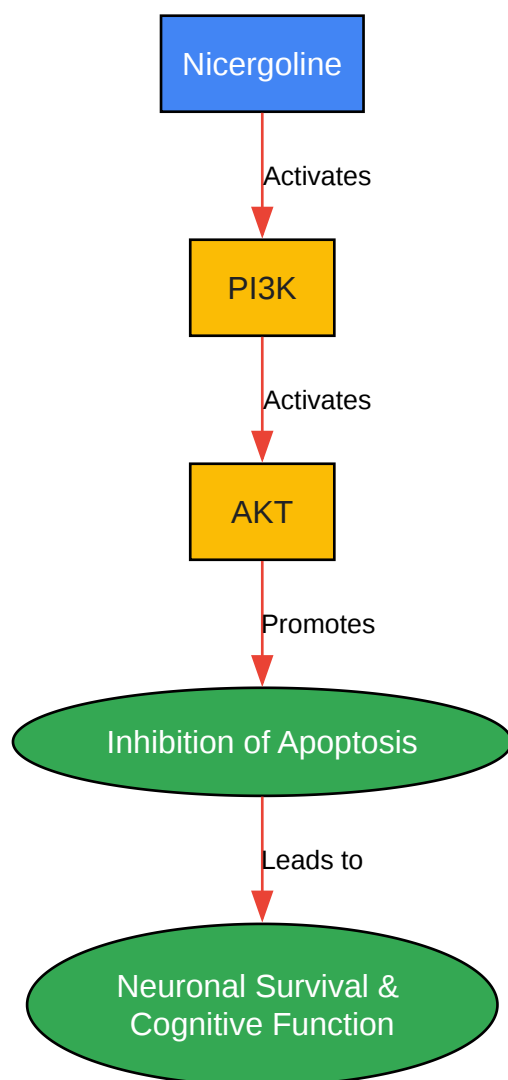 Nicergoline
Activates
PI3K
Activates
AKT
Promotes
Inhibition of Apoptosis
Leads to
Neuronal Survival &
Cognitive Function